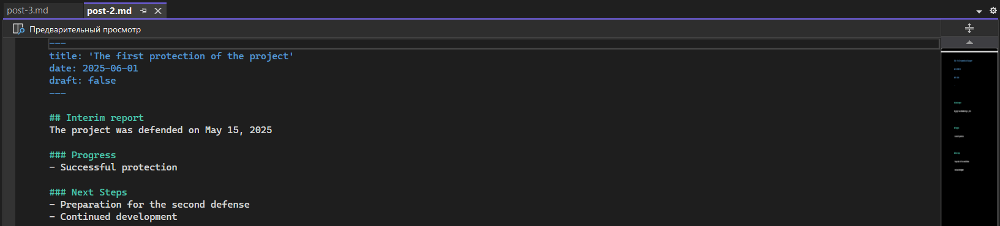 post-3.md
post-2.md
Предварительный просмотр
---
title: 'The first protection of the project'
date: 2025-06-01
draft: false
---
## Interim report
The project was defended on May 15, 2025
### Progress
- Successful protection
### Next Steps
- Preparation for the second defense
- Continued development